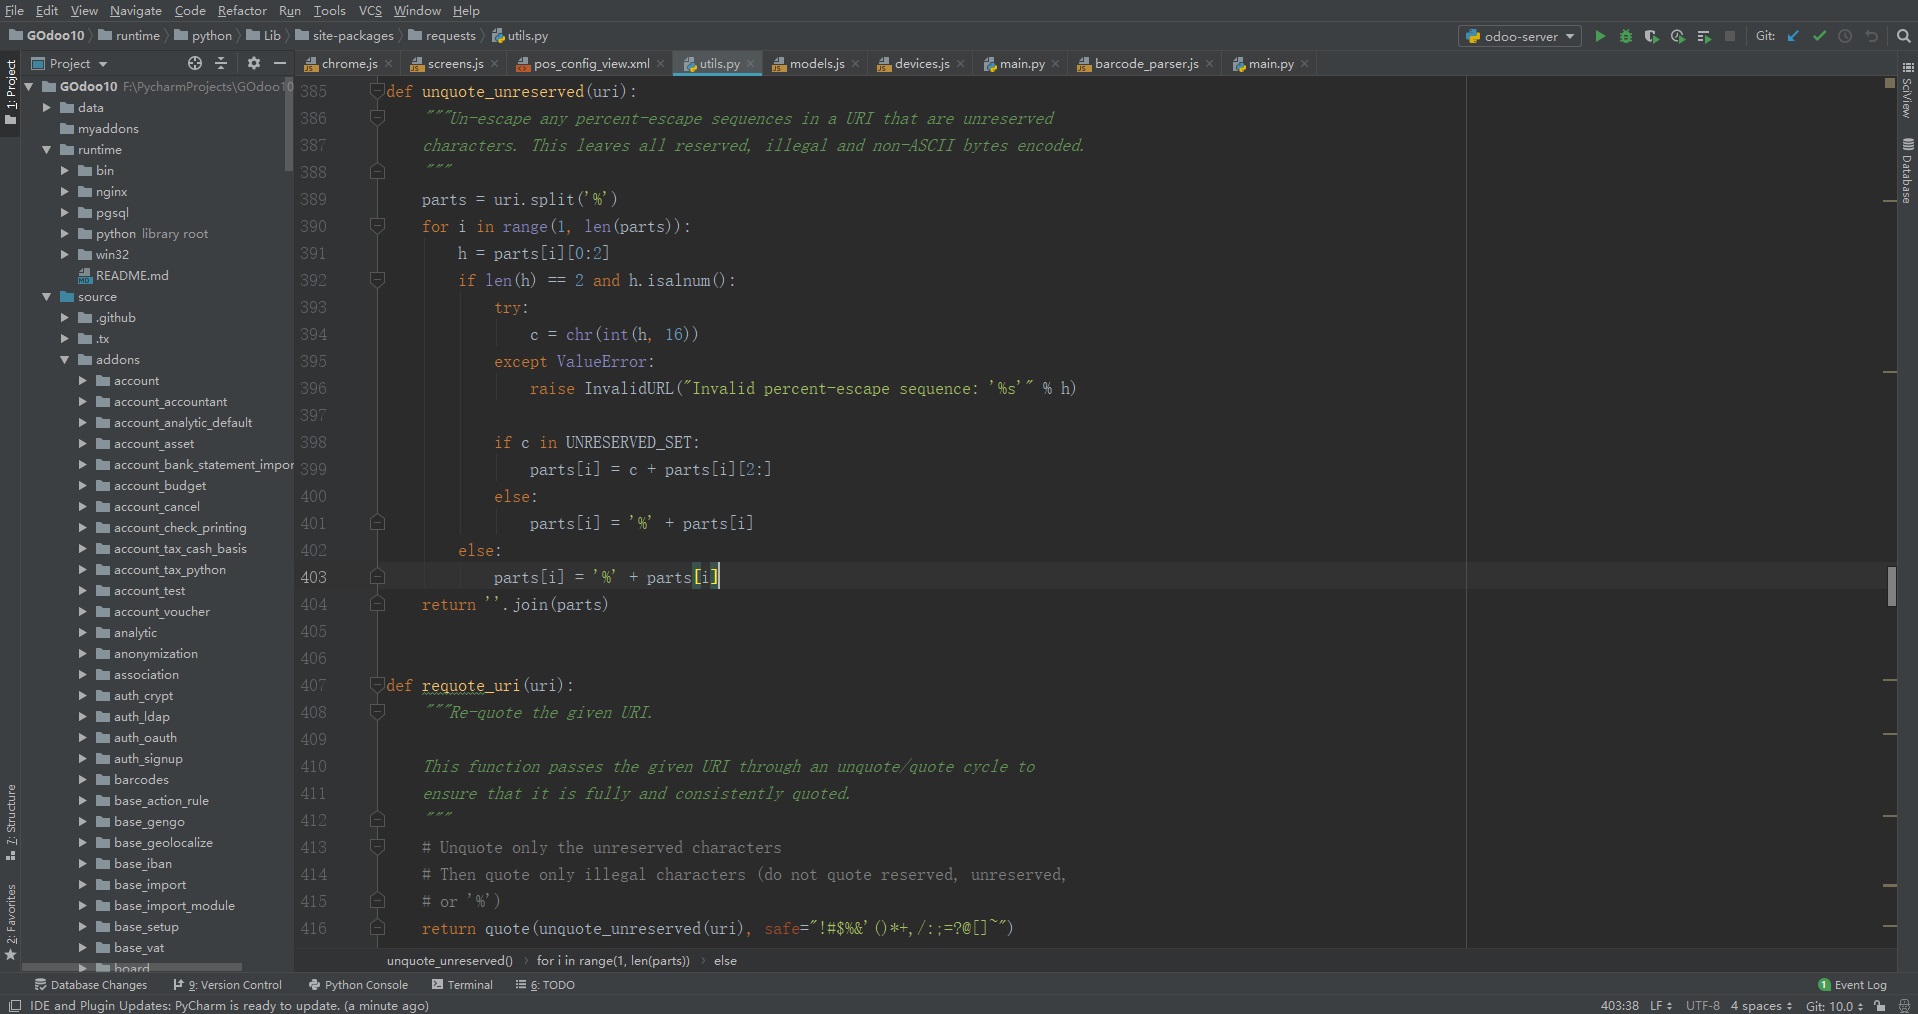 File Edit View Navigate Code Refactor Run Tools VCS Window Help
GOdoo10 runtime python Lib site-packages requests utils.py odoo-server Git:
Project chrome.js screens.js pos_config_view.xml utils.py models.js devices.js main.py barcode_parser.js main.py
1: Project
7: Structure
2: Favorites
SciView
Database
GOdoo10 F:\PycharmProjects\GOdoo10
data
myaddons
runtime
bin
nginx
pgsql
python library root
win32
README.md
source
.github
.tx
addons
account
account_accountant
account_analytic_default
account_asset
account_bank_statement_impor
account_budget
account_cancel
account_check_printing
account_tax_cash_basis
account_tax_python
account_test
account_voucher
analytic
anonymization
association
auth_crypt
auth_ldap
auth_oauth
auth_signup
barcodes
base_action_rule
base_gengo
base_geolocalize
base_iban
base_import
base_import_module
base_setup
base_vat
board
385 def unquote_unreserved(uri):
386 """Un-escape any percent-escape sequences in a URI that are unreserved
387 characters. This leaves all reserved, illegal and non-ASCII bytes encoded.
388 """
389 parts = uri.split('%')
390 for i in range(1, len(parts)):
391 h = parts[i][0:2]
392 if len(h) == 2 and h.isalnum():
393 try:
394 c = chr(int(h, 16))
395 except ValueError:
396 raise InvalidURL("Invalid percent-escape sequence: '%s'" % h)
397
398 if c in UNRESERVED_SET:
399 parts[i] = c + parts[i][2:]
400 else:
401 parts[i] = '%' + parts[i]
402 else:
403 parts[i] = '%' + parts[i]
404 return ''.join(parts)
405
406
407 def requote_uri(uri):
408 """Re-quote the given URI.
409
410 This function passes the given URI through an unquote/quote cycle to
411 ensure that it is fully and consistently quoted.
412 """
413 # Unquote only the unreserved characters
414 # Then quote only illegal characters (do not quote reserved, unreserved,
415 # or '%')
416 return quote(unquote_unreserved(uri), safe="!#$%&'()*+,/:;=?@[]~")
unquote_unreserved() for i in range(1, len(parts)) else
Database Changes 9: Version Control Python Console Terminal 6: TODO 1 Event Log
IDE and Plugin Updates: PyCharm is ready to update. (a minute ago) 403:38 LF UTF-8 4 spaces Git: 10.0